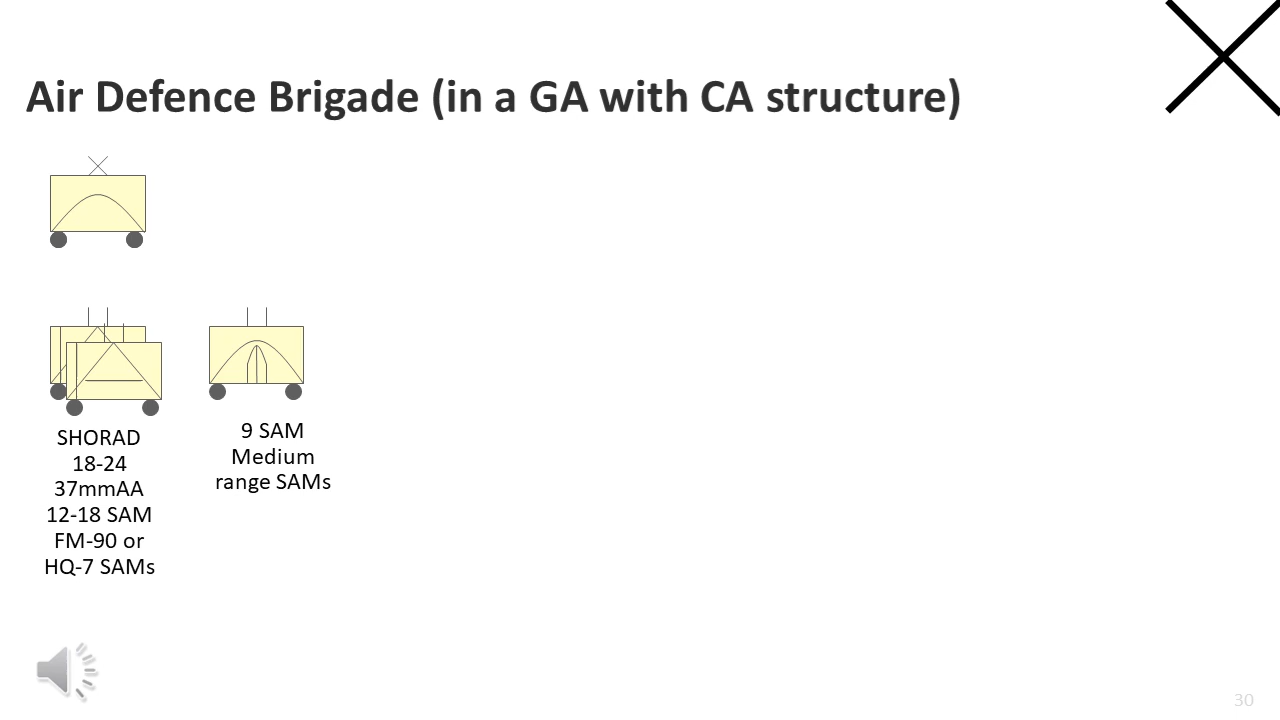 Air Defence Brigade (in a GA with CA structure)
SHORAD
18-24
37mmAA
12-18 SAM
FM-90 or
HQ-7 SAMs
9 SAM
Medium
range SAMs
30